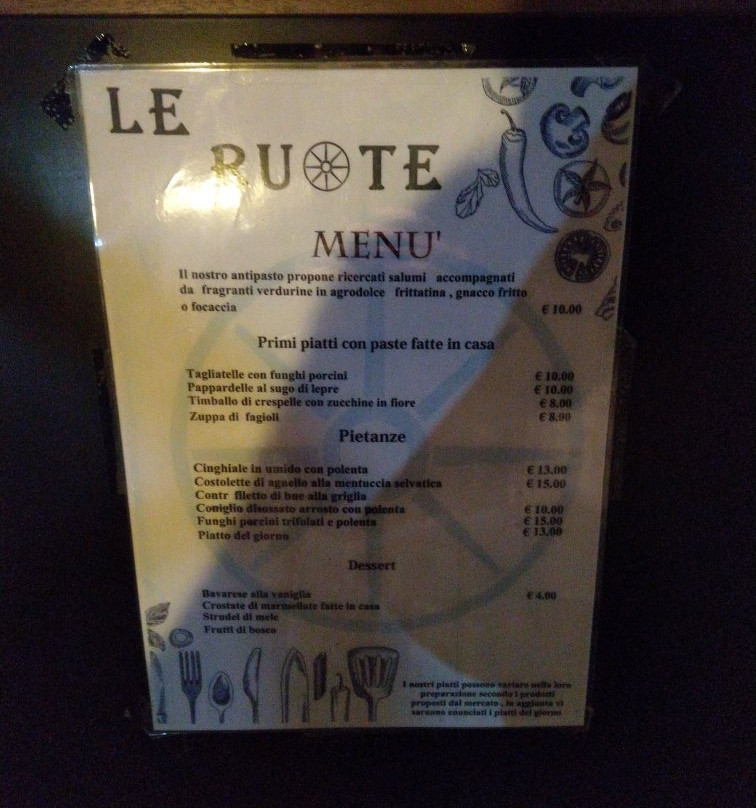 LE
RUOTE
MENU'
Il nostro antipasto propone ricercati salumi accompagnati
da fragranti verdurine in agrodolce frittatina , gnacco fritto
o focaccia € 10.00
Primi piatti con paste fatte in casa
Tagliatelle con funghi porcini € 10.00
Pappardelle al sugo di lepre € 10.00
Timballo di crespelle con zucchine in fiore € 8.00
Zuppa di fagioli € 8.00
Pietanze
Cinghiale in umido con polenta € 13.00
Costolette di agnello alla mentuccia selvatica € 15.00
Contr filetto di bue alla griglia
Coniglio disossato arrosto con polenta € 10.00
Funghi porcini trifolati e polenta € 15.00
Piatto del giorno € 13.00
Dessert
Bavarese alla vaniglia € 4.00
Crostate di marmellate fatte in casa
Strudel di mele
Frutti di bosco
I nostri piatti possono variare nella loro
preparazione secondo i prodotti
proposti dal mercato , in aggiunta vi
saranno enunciati i piatti del giorno